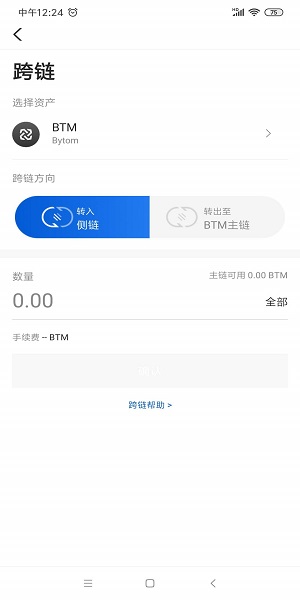 中午12:24
HD
75
跨链
选择资产
BTM
Bytom
跨链方向
转入
侧链
转出至
BTM主链
数量
主链可用 0.00 BTM
0.00
全部
手续费 -- BTM
确认
跨链帮助 >